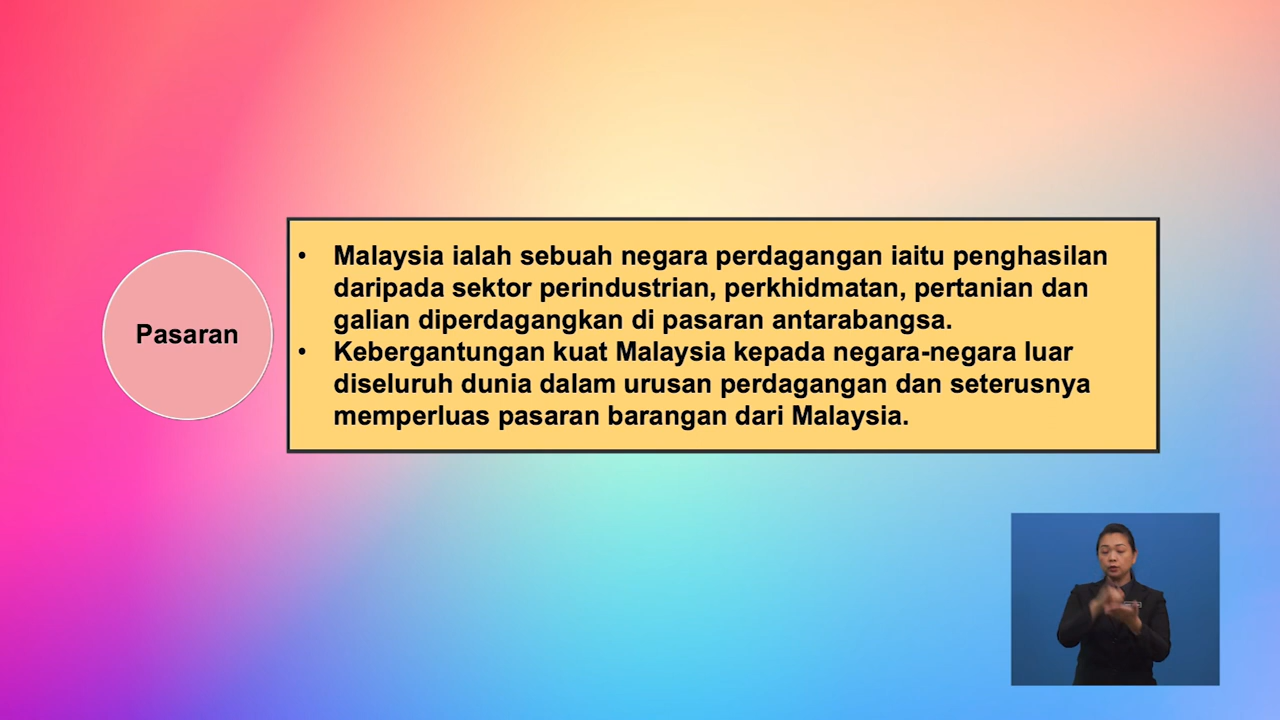 Pasaran
• Malaysia ialah sebuah negara perdagangan iaitu penghasilan
daripada sektor perindustrian, perkhidmatan, pertanian dan
galian diperdagangkan di pasaran antarabangsa.
• Kebergantungan kuat Malaysia kepada negara-negara luar
diseluruh dunia dalam urusan perdagangan dan seterusnya
memperluas pasaran barangan dari Malaysia.